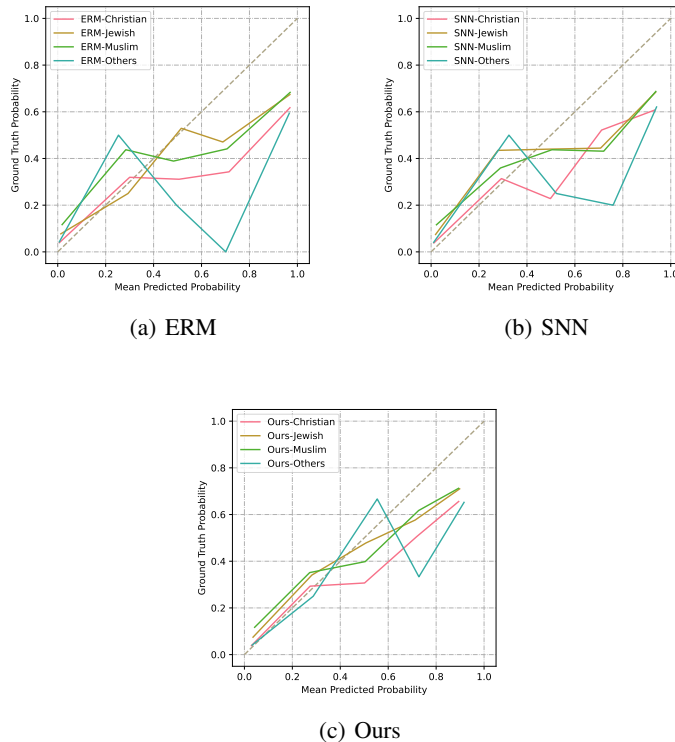 1.0
0.8
0.6
0.4
0.2
0.0
0.0 0.2 0.4 0.6 0.8 1.0
Ground Truth Probability
Mean Predicted Probability
ERM-Christian
ERM-Jewish
ERM-Muslim
ERM-Others
(a) ERM
1.0
0.8
0.6
0.4
0.2
0.0
0.0 0.2 0.4 0.6 0.8 1.0
Ground Truth Probability
Mean Predicted Probability
SNN-Christian
SNN-Jewish
SNN-Muslim
SNN-Others
(b) SNN
1.0
0.8
0.6
0.4
0.2
0.0
0.0 0.2 0.4 0.6 0.8 1.0
Ground Truth Probability
Mean Predicted Probability
Ours-Christian
Ours-Jewish
Ours-Muslim
Ours-Others
(c) Ours